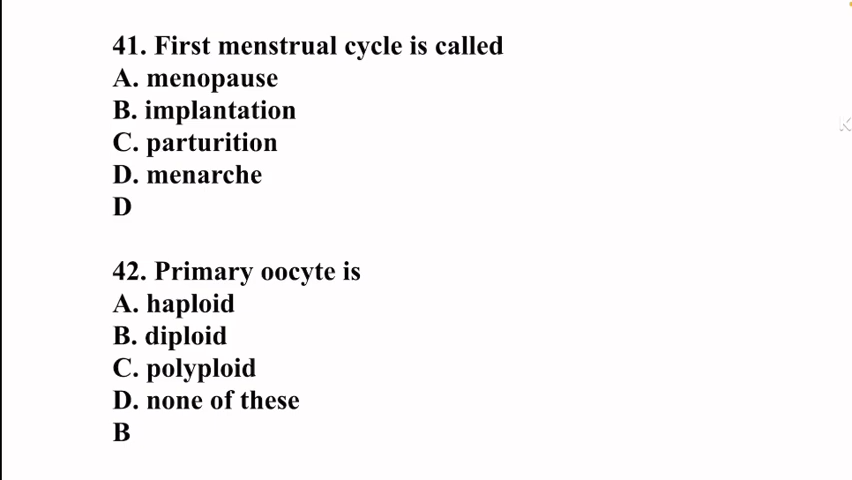 41. First menstrual cycle is called
A. menopause
B. implantation
C. parturition
D. menarche
D
42. Primary oocyte is
A. haploid
B. diploid
C. polyploid
D. none of these
B